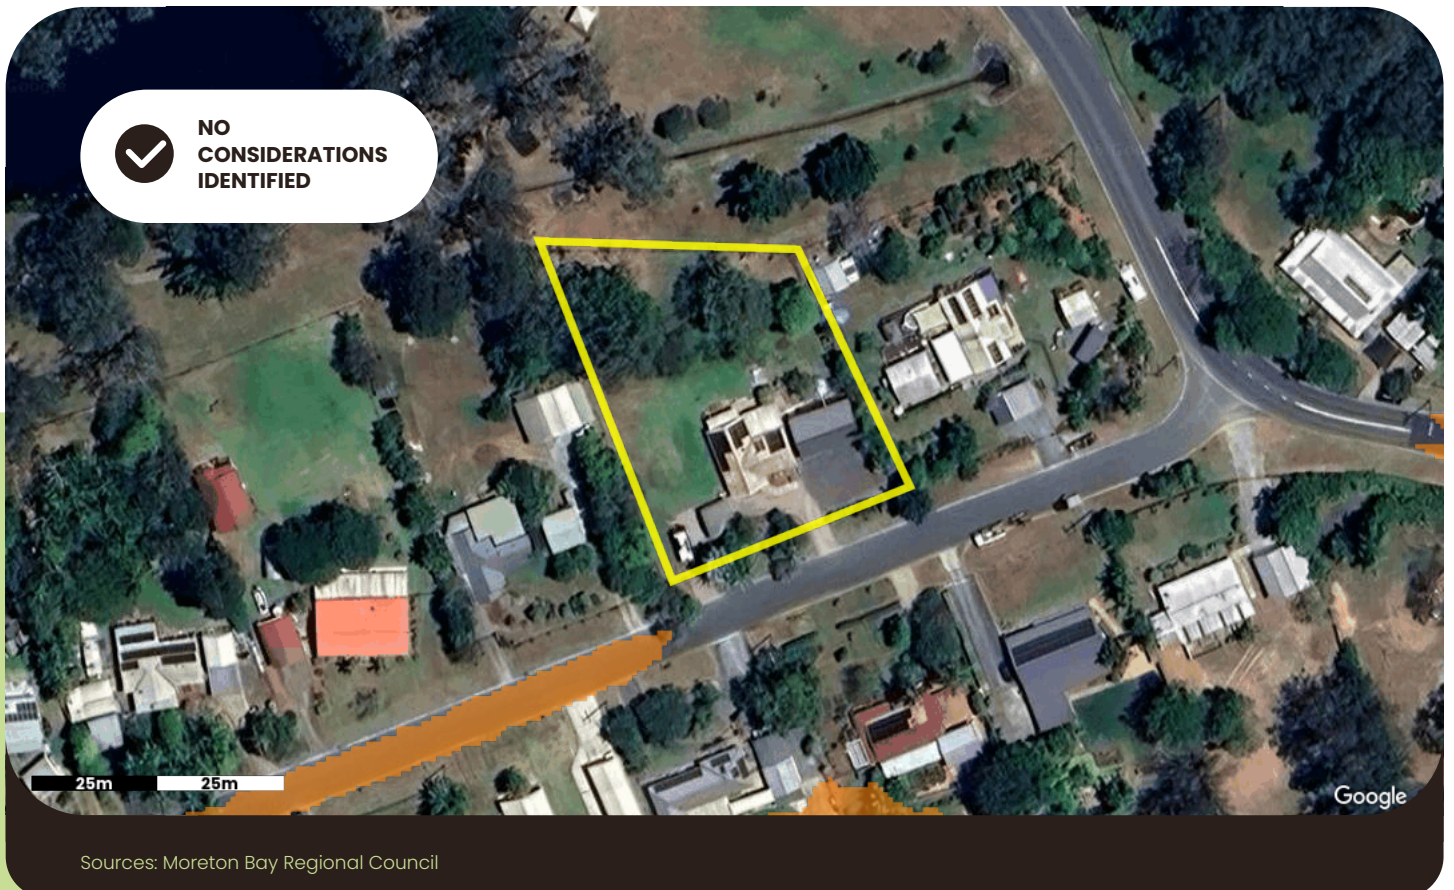 NO
CONSIDERATIONS
IDENTIFIED
25m 25m
Google
Sources: Moreton Bay Regional Council